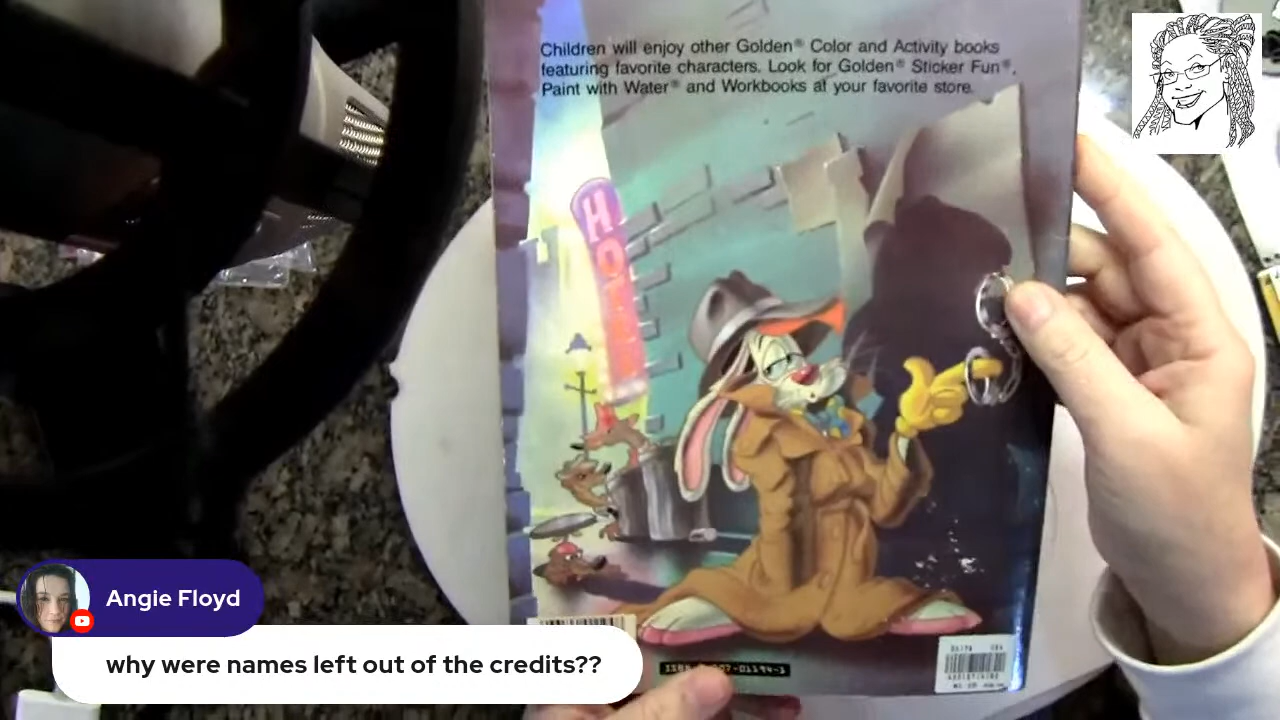 Children will enjoy other Golden® Color and Activity books
featuring favorite characters. Look for Golden® Sticker Fun®,
Paint with Water® and Workbooks at your favorite store.
HOTEL
Angie Floyd
why were names left out of the credits??